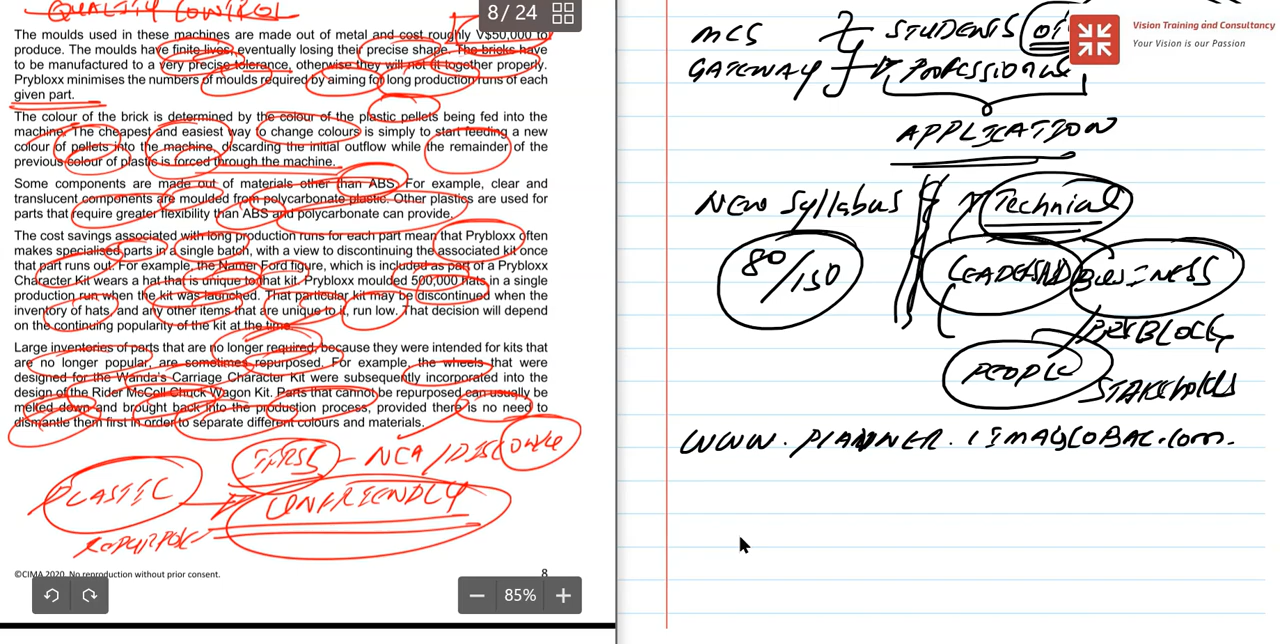 QUALITY CONTROL
8 / 24
The moulds used in these machines are made out of metal and cost roughly V$50,000 to
produce. The moulds have finite lives, eventually losing their precise shape. The bricks have
to be manufactured to a very precise tolerance, otherwise they will not fit together properly.
Prybloxx minimises the numbers of moulds required by aiming for long production runs of each
given part.
The colour of the brick is determined by the colour of the plastic pellets being fed into the
machine. The cheapest and easiest way to change colours is simply to start feeding a new
colour of pellets into the machine, discarding the initial outflow while the remainder of the
previous colour of plastic is forced through the machine.
Some components are made out of materials other than ABS. For example, clear and
translucent components are moulded from polycarbonate plastic. Other plastics are used for
parts that require greater flexibility than ABS and polycarbonate can provide.
The cost savings associated with long production runs for each part mean that Prybloxx often
makes specialised parts in a single batch, with a view to discontinuing the associated kit once
that part runs out. For example, the Namer Ford figure, which is included as part of a Prybloxx
Character Kit wears a hat that is unique to that kit. Prybloxx moulded 500,000 hats in a single
production run when the kit was launched. That particular kit may be discontinued when the
inventory of hats, and any other items that are unique to it, run low. That decision will depend
on the continuing popularity of the kit at the time.
Large inventories of parts that are no longer required, because they were intended for kits that
are no longer popular, are sometimes repurposed. For example, the wheels that were
designed for the Wanda's Carriage Character Kit were subsequently incorporated into the
design of the Rider McColl Chuck Wagon Kit. Parts that cannot be repurposed can usually be
melted down and brought back into the production process, provided there is no need to
dismantle them first in order to separate different colours and materials.
IFRS5 - NCA /
PLASTIC
UNFRIENDLY
©CIMA 2020. No reproduction without prior consent.
8
85%
Vision Training and Consultancy
Your Vision is our Passion
MCS
STUDENTS
GATEWAY
PROFESSIONALS
APPLICATION
NEW Syllabus
Technical
80/150
LEADERSHIP
BUSINESS
PEOPLE
STAKEHOLDS
WWW.PLANNER.CIMAGLOBAL.COM.